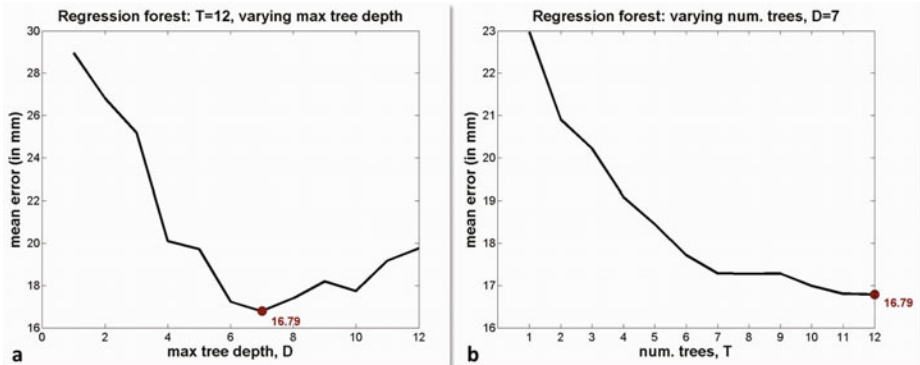 Regression forest: T=12, varying max tree depth
30
28
26
24
22
20
18
16
mean error (in mm)
16.79
0 2 4 6 8 10 12
max tree depth, D
a
Regression forest: varying num. trees, D=7
23
22
21
20
19
18
17
16
mean error (in mm)
16.79
1 2 3 4 5 6 7 8 9 10 11 12
num. trees, T
b